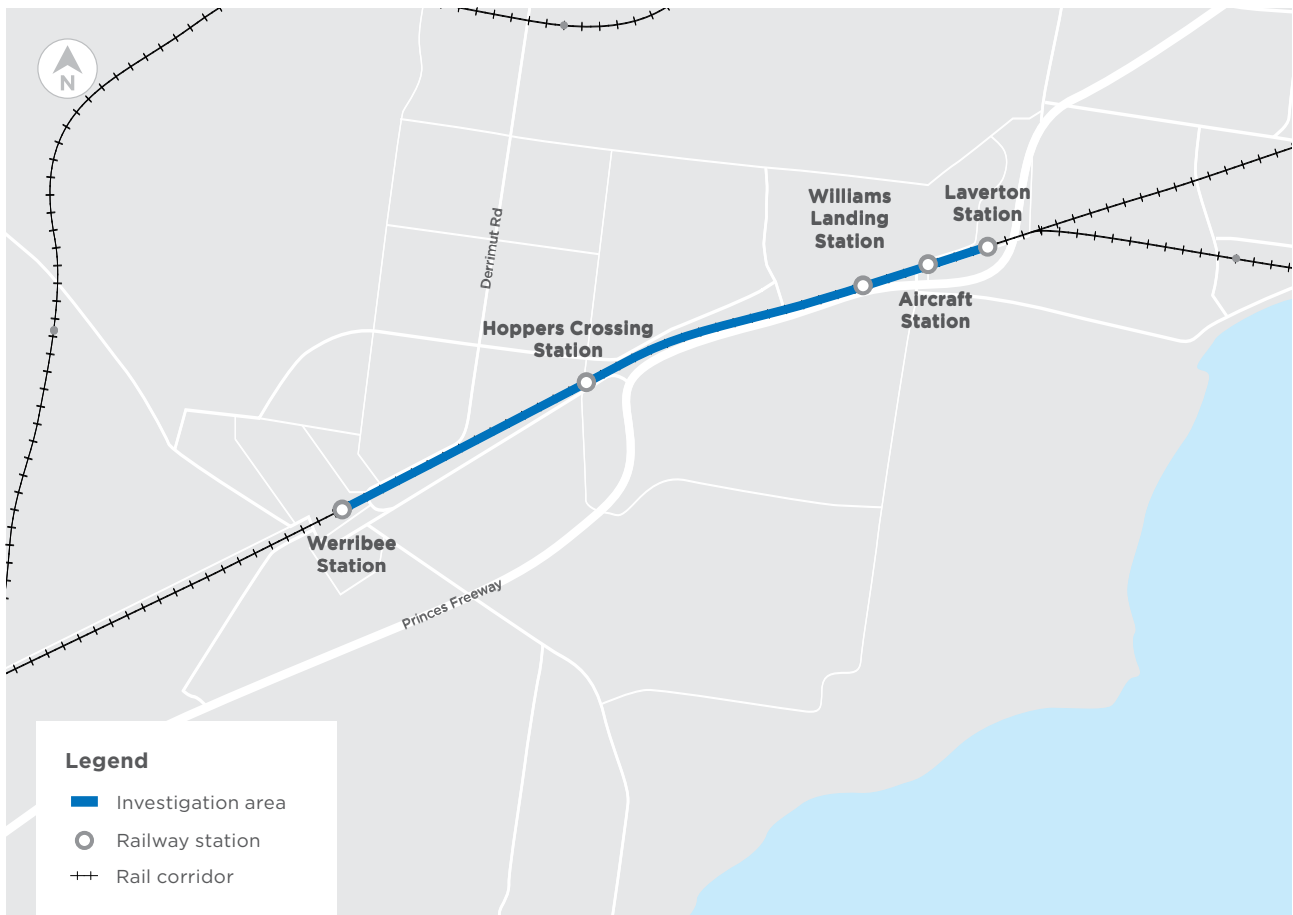 N
Williams
Landing
Station
Laverton
Station
Derrimut Rd
Aircraft
Station
Hoppers Crossing
Station
Werribee
Station
Princes Freeway
Legend
Investigation area
Railway station
Rail corridor